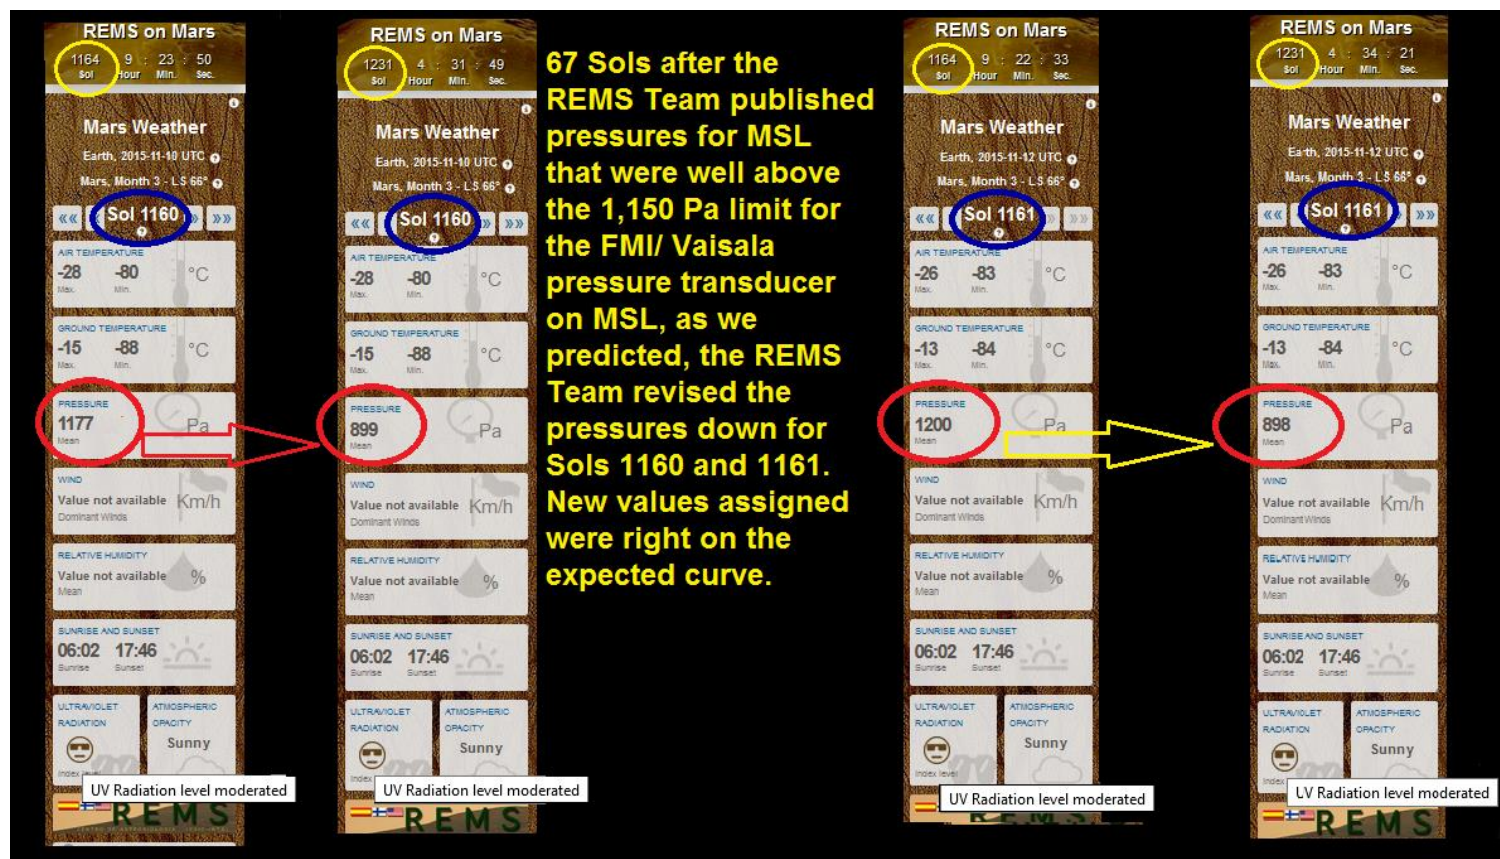 REMS on Mars
1164 9 : 23 : 50
Sol Hour Min. Sec.
Mars Weather
Earth, 2015-11-10 UTC
Mars, Month 3 - LS 66°
«« « Sol 1160 » »»
AIR TEMPERATURE
-28 -80 °C
Max. Min.
GROUND TEMPERATURE
-15 -88 °C
Max. Min.
PRESSURE
1177 Pa
Mean
WIND
Value not available Km/h
Dominant Winds
RELATIVE HUMIDITY
Value not available %
Mean
SUNRISE AND SUNSET
06:02 17:46
Sunrise Sunset
ULTRAVIOLET RADIATION
ATMOSPHERIC OPACITY
Sunny
Index level
UV Radiation level moderated
REMS
REMS on Mars
1231 4 : 31 : 49
Sol Hour Min. Sec.
Mars Weather
Earth, 2015-11-10 UTC
Mars, Month 3 - LS 66°
«« « Sol 1160 » »»
AIR TEMPERATURE
-28 -80 °C
Max. Min.
GROUND TEMPERATURE
-15 -88 °C
Max. Min.
PRESSURE
899 Pa
Mean
WIND
Value not available Km/h
Dominant Winds
RELATIVE HUMIDITY
Value not available %
Mean
SUNRISE AND SUNSET
06:02 17:46
Sunrise Sunset
ULTRAVIOLET RADIATION
ATMOSPHERIC OPACITY
Sunny
Index
UV Radiation level moderated
REMS
67 Sols after the
REMS Team published
pressures for MSL
that were well above
the 1,150 Pa limit for
the FMI/ Vaisala
pressure transducer
on MSL, as we
predicted, the REMS
Team revised the
pressures down for
Sols 1160 and 1161.
New values assigned
were right on the
expected curve.
REMS on Mars
1164 9 : 22 : 33
Sol Hour Min. Sec.
Mars Weather
Earth, 2015-11-12 UTC
Mars, Month 3 - LS 66°
«« « Sol 1161 » »»
AIR TEMPERATURE
-26 -83 °C
Max. Min.
GROUND TEMPERATURE
-13 -84 °C
Max. Min.
PRESSURE
1200 Pa
Mean
WIND
Value not available Km/h
Dominant Winds
RELATIVE HUMIDITY
Value not available %
Mean
SUNRISE AND SUNSET
06:02 17:46
Sunrise Sunset
ULTRAVIOLET RADIATION
ATMOSPHERIC OPACITY
Sunny
Index level
UV Radiation level moderated
REMS
REMS on Mars
1231 4 : 34 : 21
Sol Hour Min. Sec.
Mars Weather
Earth, 2015-11-12 UTC
Mars, Month 3 - LS 66°
«« « Sol 1161 » »»
AIR TEMPERATURE
-26 -83 °C
Max. Min.
GROUND TEMPERATURE
-13 -84 °C
Max. Min.
PRESSURE
898 Pa
Mean
WIND
Value not available Km/h
Dominant Winds
RELATIVE HUMIDITY
Value not available %
Mean
SUNRISE AND SUNSET
06:02 17:46
Sunrise Sunset
ULTRAVIOLET RADIATION
ATMOSPHERIC OPACITY
Sunny
Index
UV Radiation level moderated
REMS